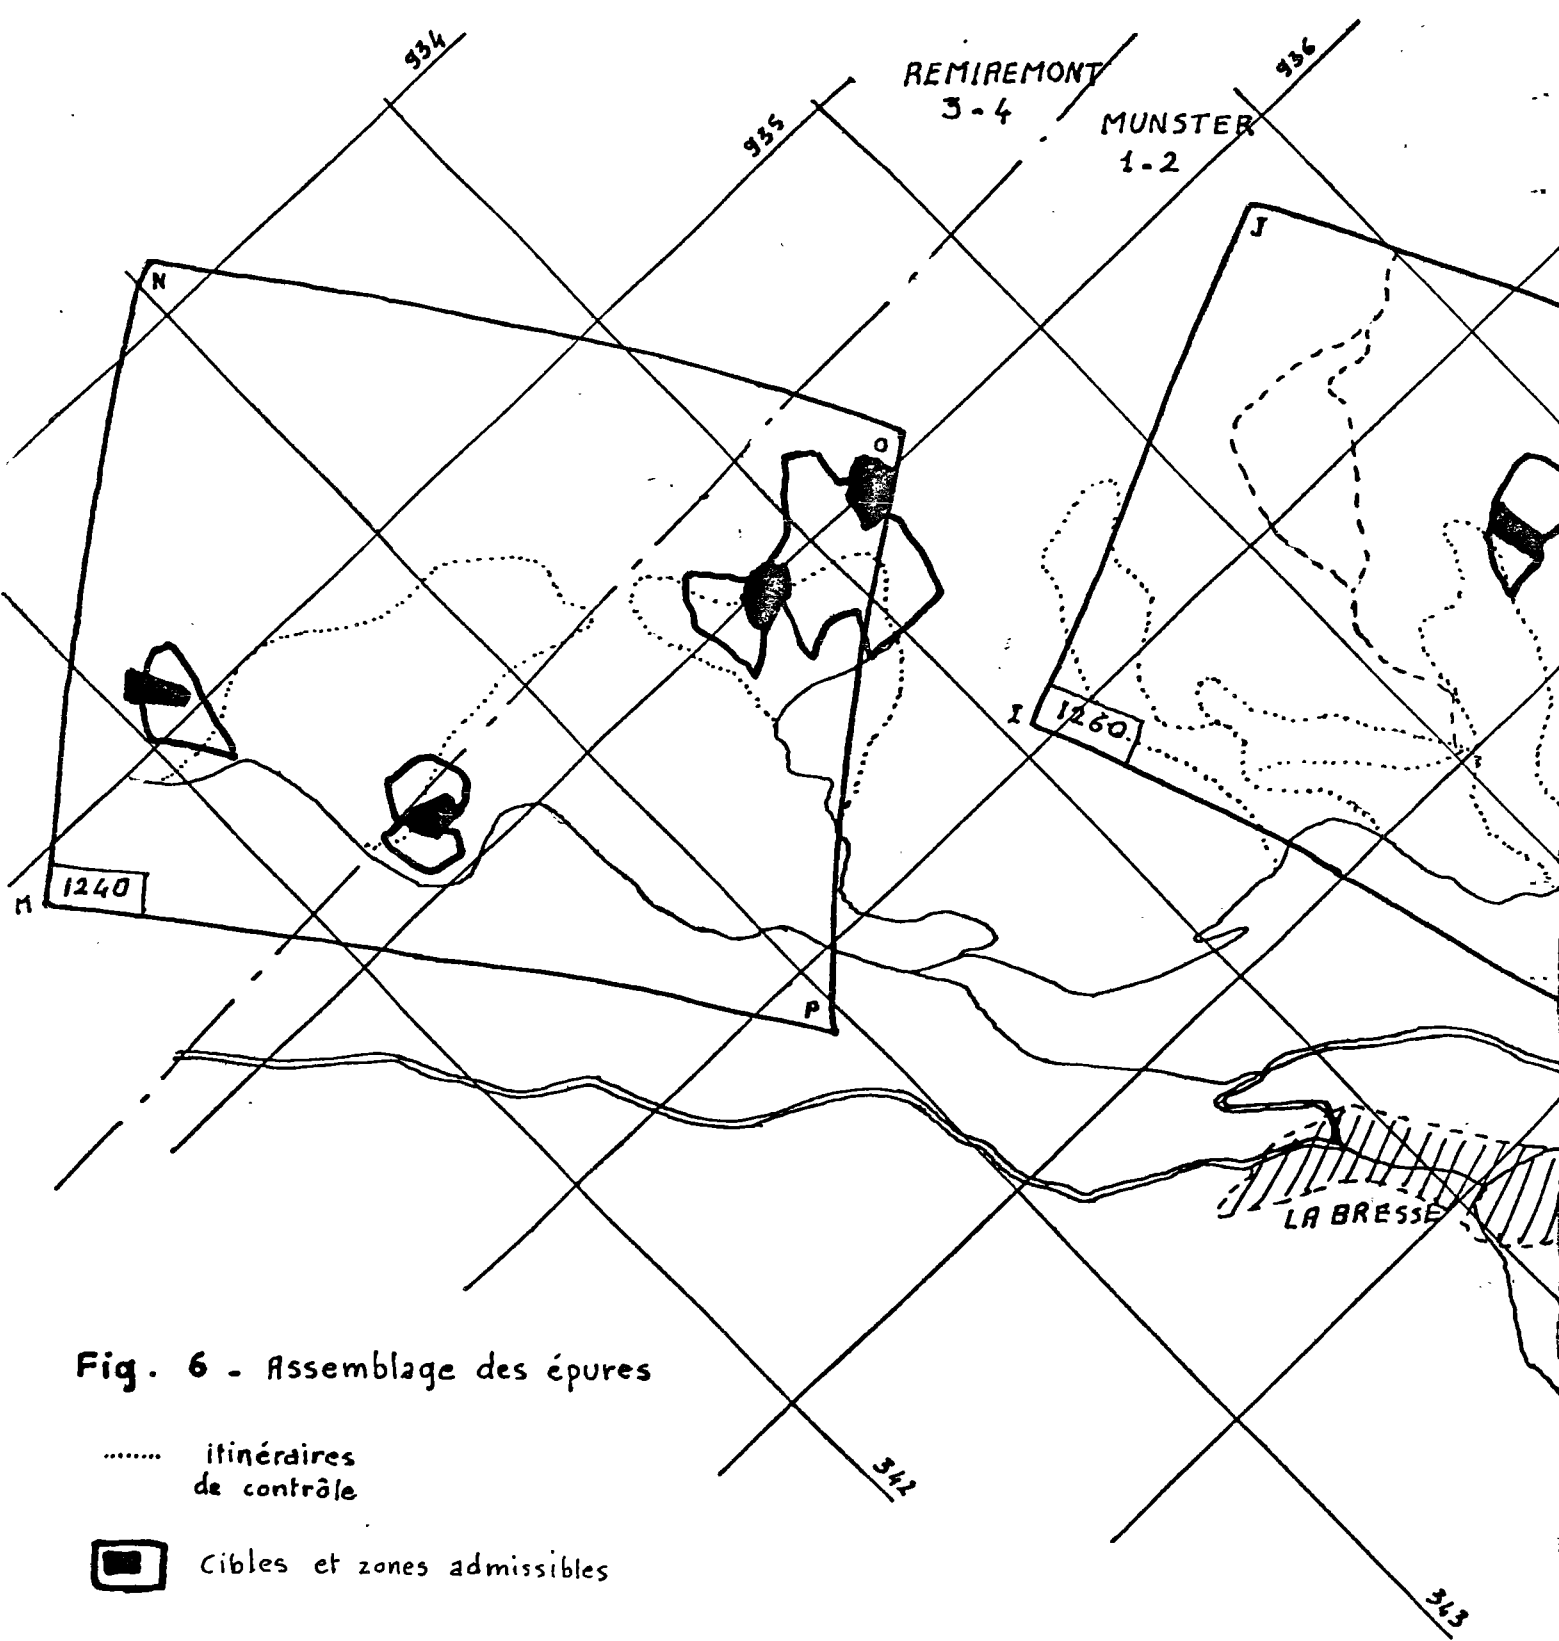 934
REMIREMONT
3-4
936
935
MUNSTER
1-2
J
N
O
I
1260
M
1240
P
LA BRESSE
Fig. 6 - Assemblage des épures
itinéraires
de contrôle
342
Cibles et zones admissibles
343